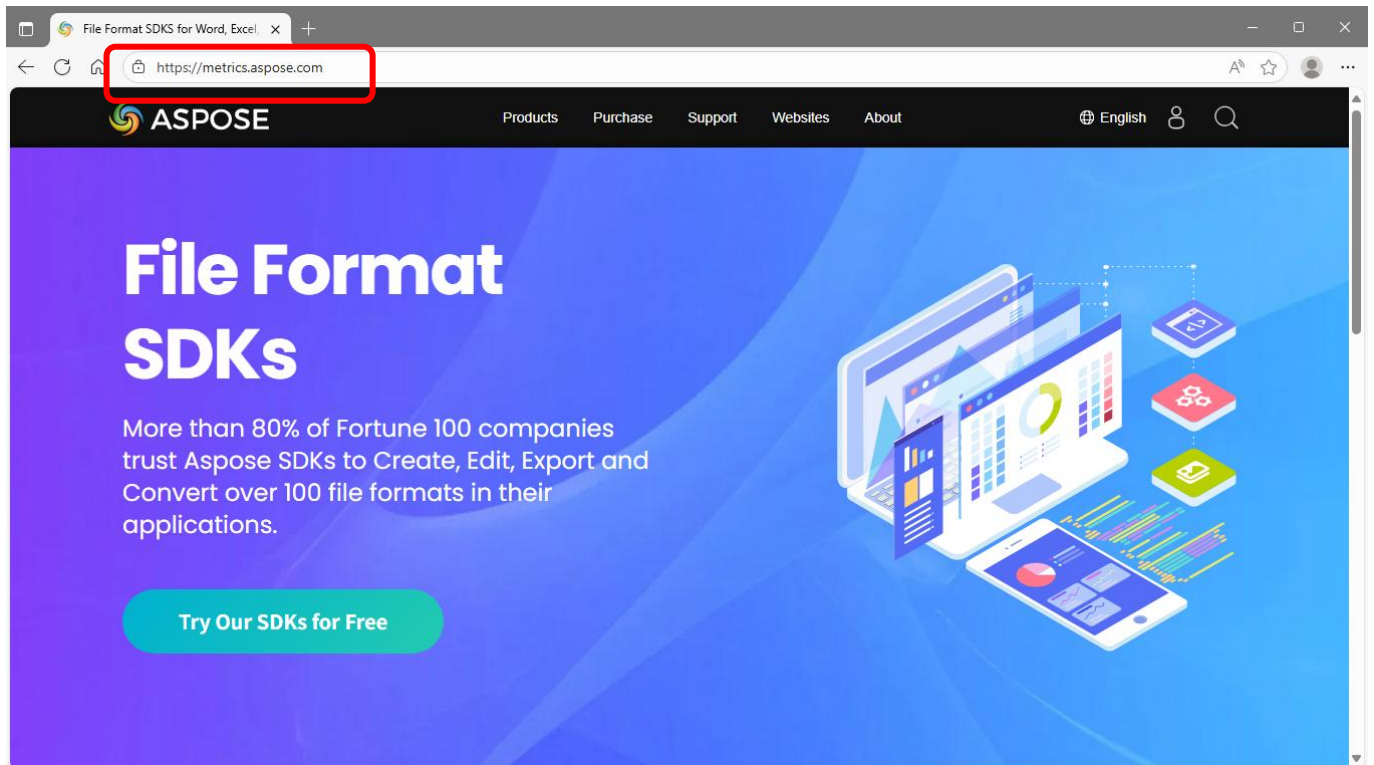 File Format SDKS for Word, Excel,
https://metrics.aspose.com
ASPOSE Products Purchase Support Websites About English
File Format
SDKs
More than 80% of Fortune 100 companies
trust Aspose SDKs to Create, Edit, Export and
Convert over 100 file formats in their
applications.
Try Our SDKs for Free